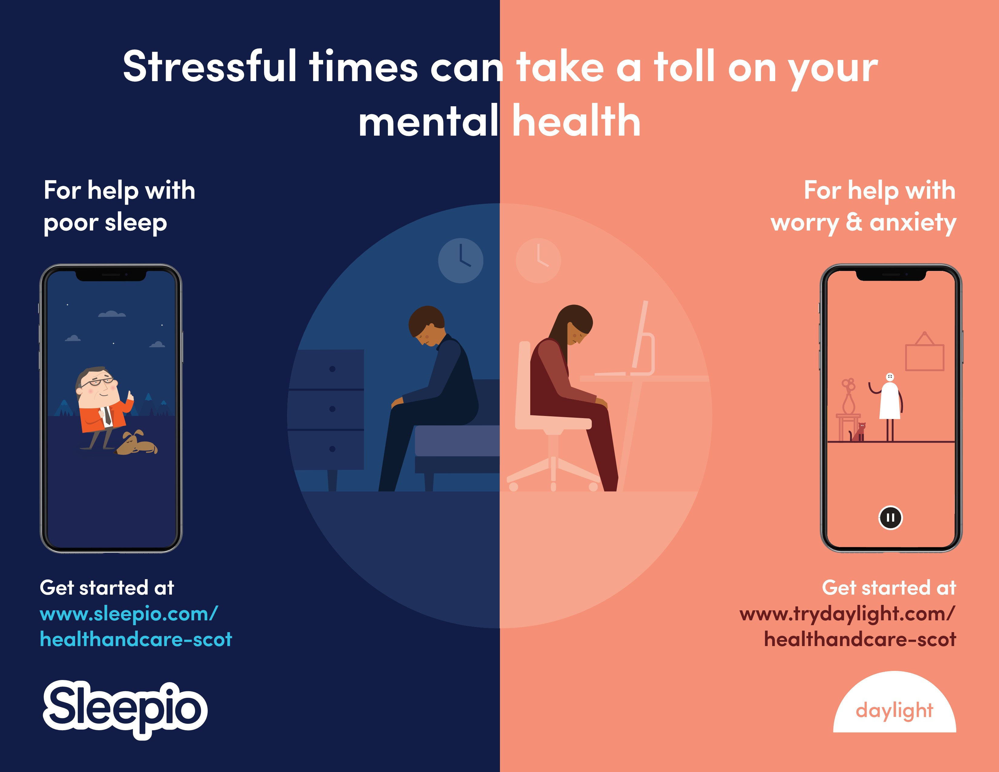 Stressful times can take a toll on your
mental health
For help with
poor sleep
Get started at
www.sleepio.com/
healthandcare-scot
Sleepio
For help with
worry & anxiety
Get started at
www.trydaylight.com/
healthandcare-scot
daylight